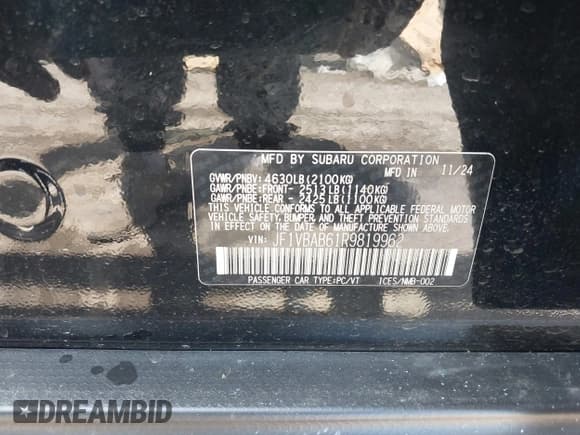 MFD BY SUBARU CORPORATION
GVWR/PNBV: 4630LB(2100KG) MFD IN 11/24
GAWR/PNBE:FRONT- 2513LB(1140KG)
GAWR/PNBE:REAR - 2425LB(1100KG)
THIS VEHICLE CONFORMS TO ALL APPLICABLE FEDERAL MOTOR
VEHICLE SAFETY, BUMPER, AND THEFT PREVENTION STANDARDS
IN EFFECT ON THE DATE OF MANUFACTURE SHOWN ABOVE.
VIN: JF1VBAB61R9819962
PASSENGER CAR TYPE:PC/VT ICES/NMB-002
DREAMBID